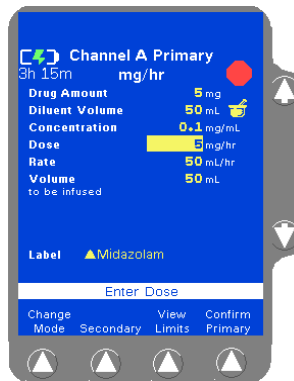 Channel A Primary
3h 15m mg/hr
Drug Amount 5 mg
Diluent Volume 50 mL
Concentration 0.1 mg/mL
Dose 5 mg/hr
Rate 50 mL/hr
Volume 50 mL
to be infused
Label Midazolam
Enter Dose
Change Mode Secondary View Limits Confirm Primary